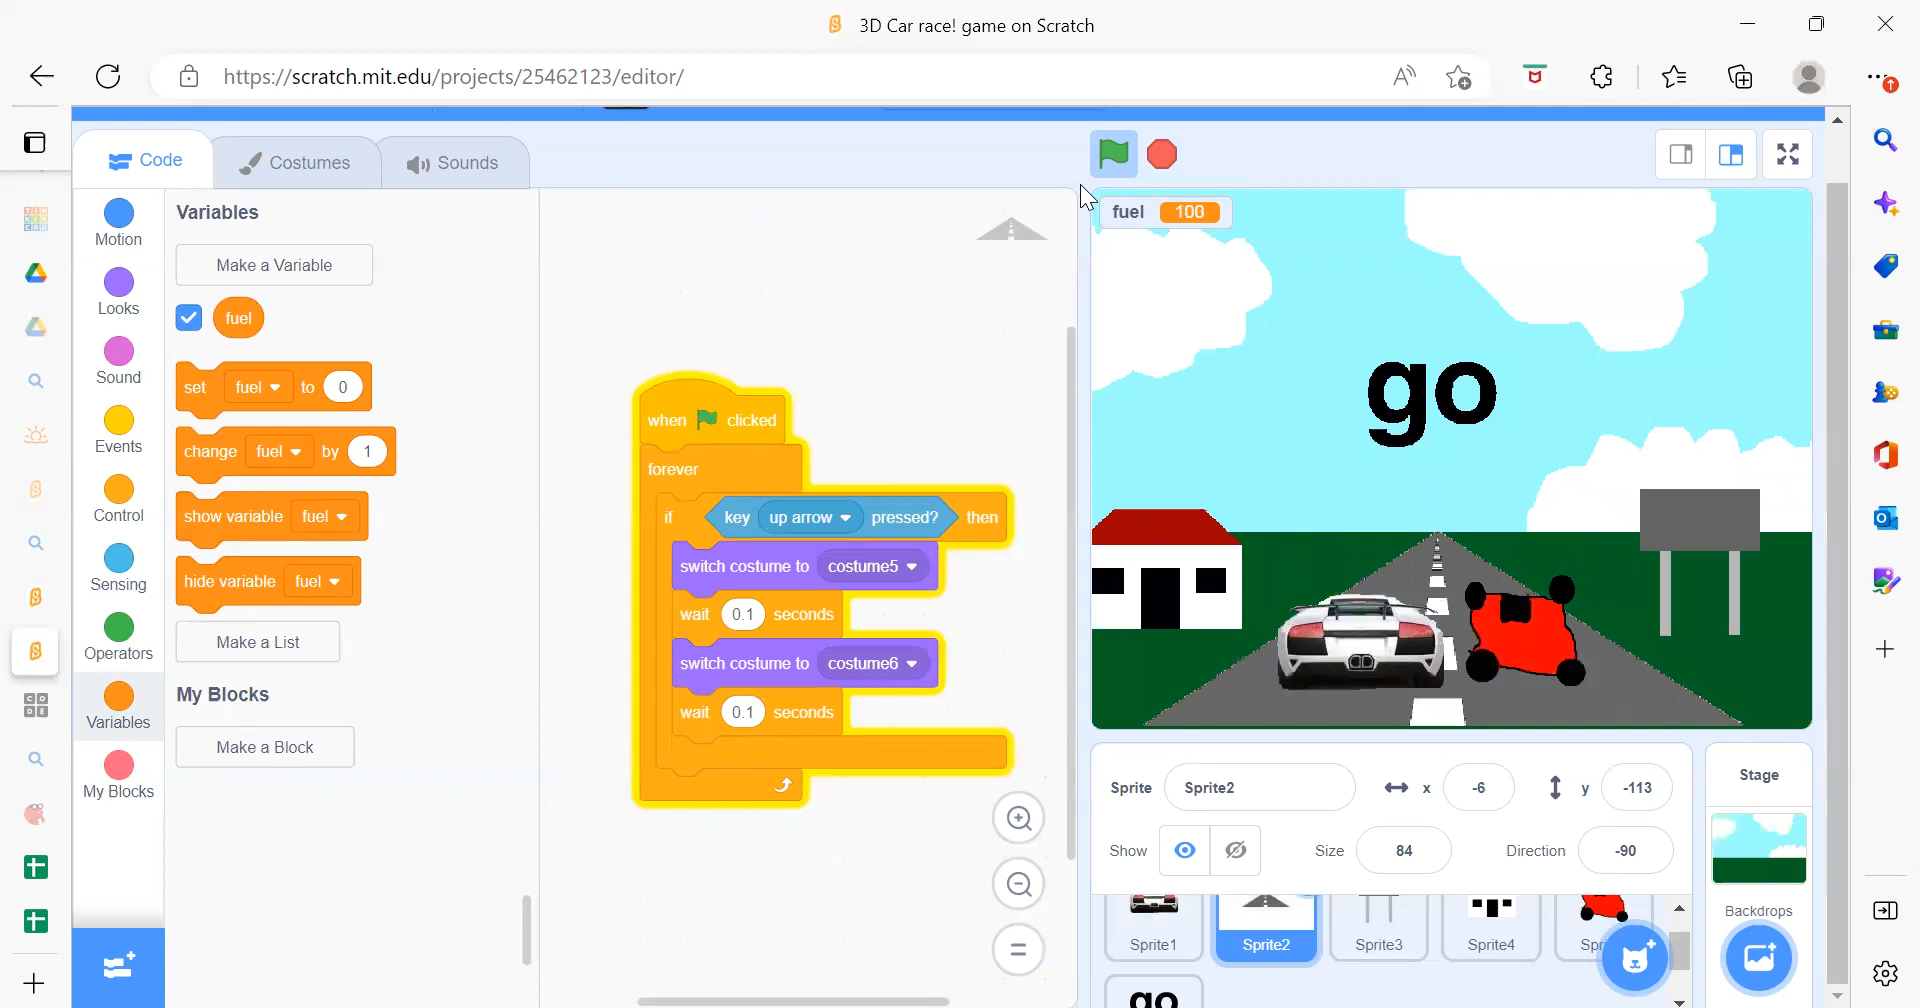 3D Car race! game on Scratch
https://scratch.mit.edu/projects/25462123/editor/
Code
Costumes
Sounds
Motion
Looks
Sound
Events
Control
Sensing
Operators
Variables
My Blocks
Variables
Make a Variable
fuel
set fuel to 0
change fuel by 1
show variable fuel
hide variable fuel
Make a List
My Blocks
Make a Block
when clicked
forever
if key up arrow pressed? then
switch costume to costume5
wait 0.1 seconds
switch costume to costume6
wait 0.1 seconds
fuel 100
go
Sprite Sprite2 x -6 y -113
Show Size 84 Direction -90
Sprite1
Sprite2
Sprite3
Sprite4
Spr
go
Stage
Backdrops